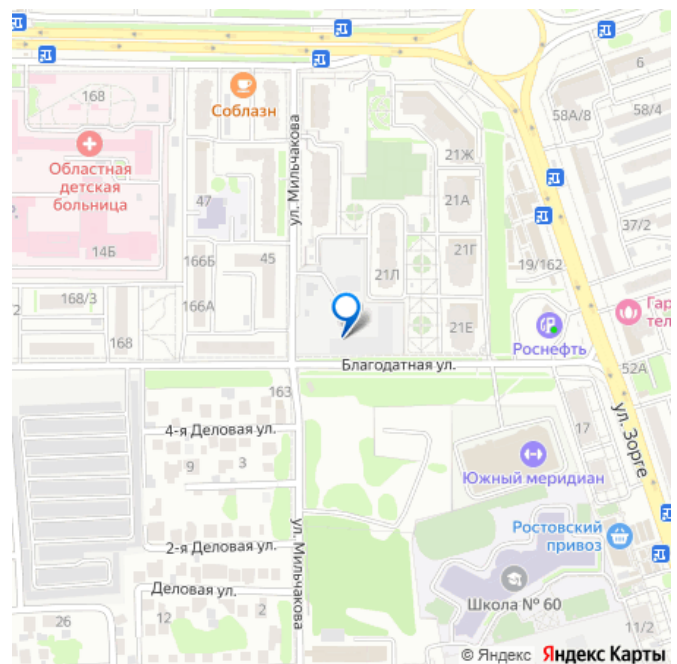 6
168
Соблазн
58А/8
58/4
Областная
детская
больница
ул. Мильчакова
21Ж
47
21А
37/2
14Б
166Б
45
21Л
21Г
19/162
168/3
166А
2
168
21Е
Роснефть
Гар
тел
Благодатная ул.
52А
163
ул. Зорге
4-я Деловая ул.
17
9
3
Южный меридиан
ул. Мильчакова
Ростовский
привоз
2-я Деловая ул.
Деловая ул.
Школа № 60
26
12
2
11/2
© Яндекс Яндекс Карты